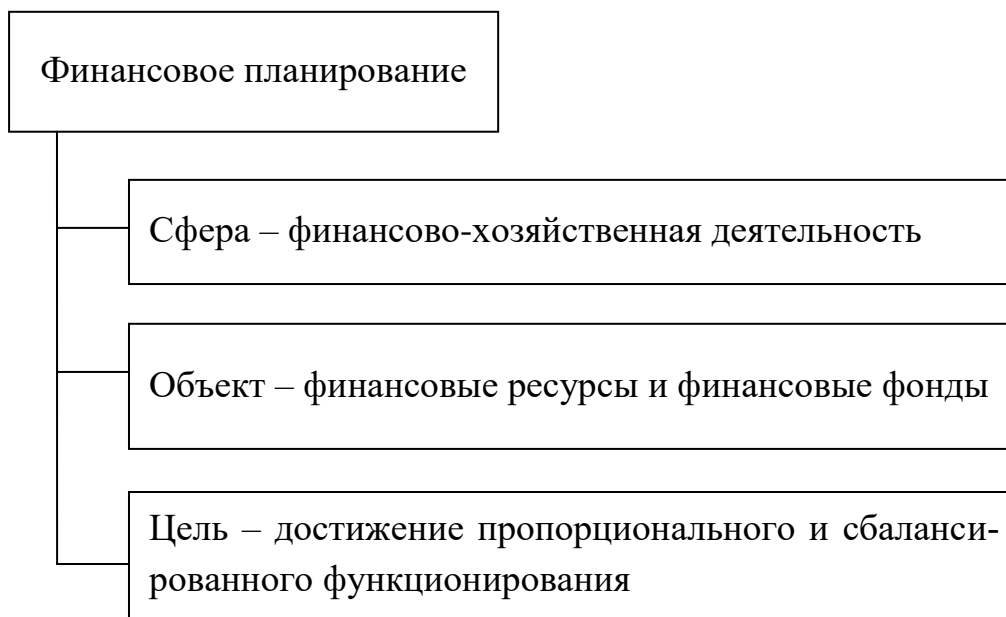 Финансовое планирование
Сфера – финансово-хозяйственная деятельность
Объект – финансовые ресурсы и финансовые фонды
Цель – достижение пропорционального и сбаланси-
рованного функционирования